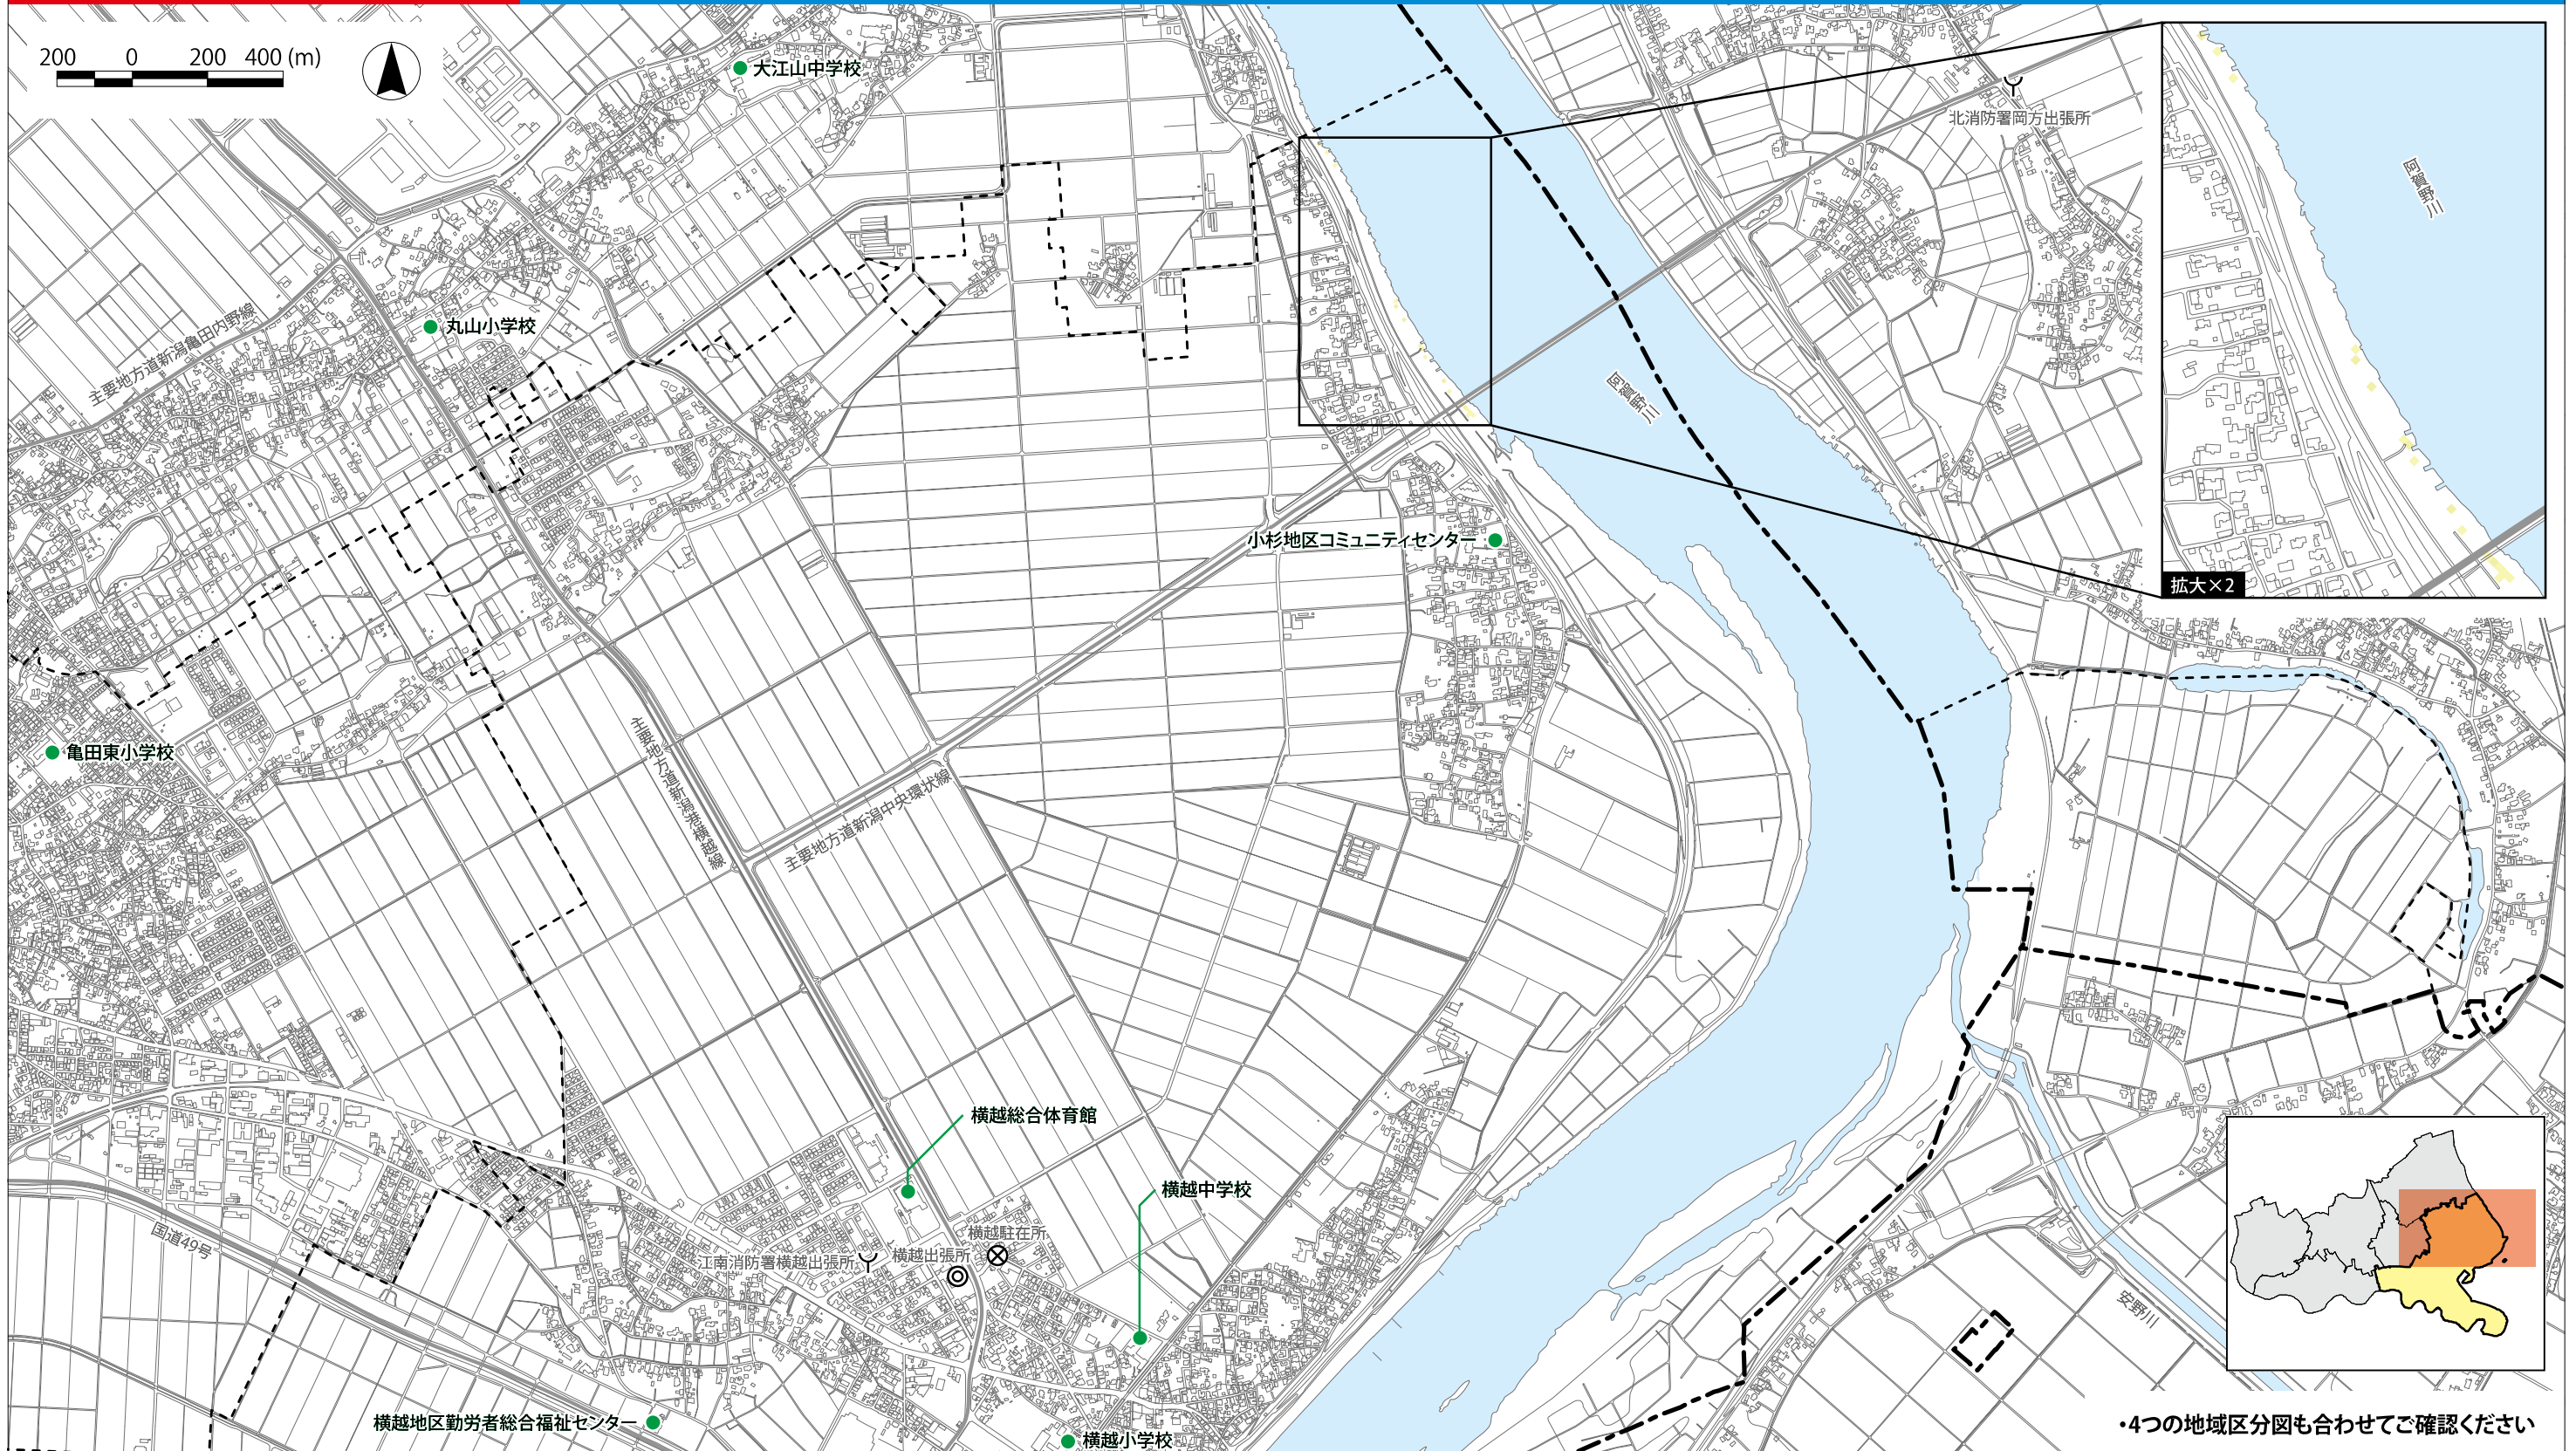 200 0 200 400 (m)
大江山中学校
北消防署岡方出張所
阿賀野川
丸山小学校
主要地方道新潟亀田内野線
阿賀野川
小杉地区コミュニティセンター
拡大×2
亀田東小学校
主要地方道新潟港横越線
主要地方道新潟中央環状線
横越総合体育館
横越中学校
国道49号
江南消防署横越出張所
横越出張所
横越駐在所
安野川
横越地区勤労者総合福祉センター
横越小学校
・4つの地域区分図も合わせてご確認ください